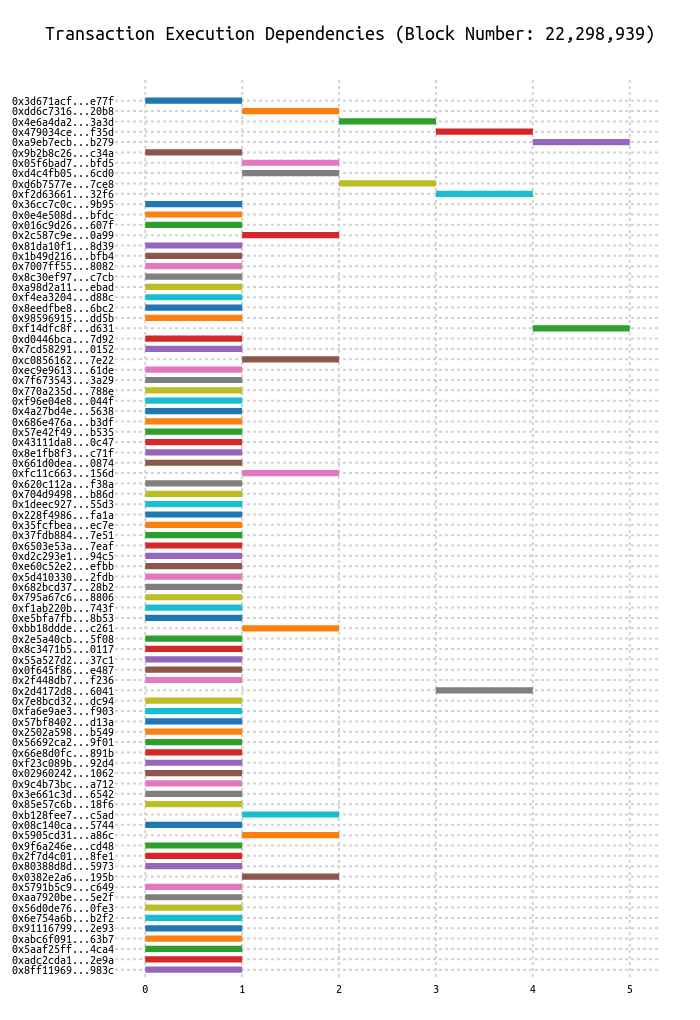 Transaction Execution Dependencies (Block Number: 22,298,939)
0x3d671acf...e77f
0xdd6c7316...20b8
0x4e6a4da2...3a3d
0x479034ce...f35d
0xa9eb7ecb...b279
0x9b2b8c26...c34a
0x05f6bad7...bfd5
0xd4c4fb05...6cd0
0xd6b7577e...7ce8
0xf2d63661...32f6
0x36cc7c0c...9b95
0x0e4e508d...bfdc
0x016c9d26...607f
0x2c587c9e...0a99
0x81da10f1...8d39
0x1b49d216...bfb4
0x7007ff55...8082
0x8c30ef97...c7cb
0xa98d2a11...ebad
0xf4ea3204...d88c
0x8eedfbe8...6bc2
0x98596915...dd5b
0xf14dfc8f...d631
0xd0446bca...7d92
0x7cd58291...0152
0xc0856162...7e22
0xec9e9613...61de
0x7f673543...3a29
0x770a235d...788e
0xf96e04e8...044f
0x4a27bd4e...5638
0x686e476a...b3df
0x57e42f49...b535
0x43111da8...0c47
0x8e1fb8f3...c71f
0x661d0dea...0874
0xfc11c663...156d
0x620c112a...f38a
0x704d9498...b86d
0x1deec927...55d3
0x228f4986...fa1a
0x35fcfbea...ec7e
0x37fdb884...7e51
0x6503e53a...7eaf
0xd2c293e1...94c5
0xe60c52e2...efbb
0x5d410330...2fdb
0x682bcd37...28b2
0x795a67c6...8806
0xf1ab220b...743f
0xe5bfa7fb...8b53
0xbb18ddde...c261
0x2e5a40cb...5f08
0x8c3471b5...0117
0x55a527d2...37c1
0x0f645f86...e487
0x2f448db7...f236
0x2d4172d8...6041
0x7e8bcd32...dc94
0xfa6e9ae3...f903
0x57bf8402...d13a
0x2502a598...b549
0x56692ca2...9f01
0x66e8d0fc...891b
0xf23c089b...92d4
0x02960242...1062
0x9c4b73bc...a712
0x3e661c3d...6542
0x85e57c6b...18f6
0xb128fee7...c5ad
0x08c140ca...5744
0x5905cd31...a86c
0x9f6a246e...cd48
0x2f7d4c01...8fe1
0x80388d8d...5973
0x0382e2a6...195b
0x5791b5c9...c649
0xaa7920be...5e2f
0x56d0de76...0fe3
0x6e754a6b...b2f2
0x91116799...2e93
0xabc6f091...63b7
0x5aaf25ff...4ca4
0xadc2cda1...2e9a
0x8ff11969...983c
0 1 2 3 4 5